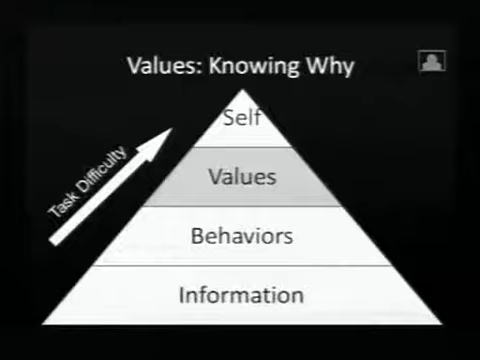 Values: Knowing Why
Self
Task Difficulty
Values
Behaviors
Information